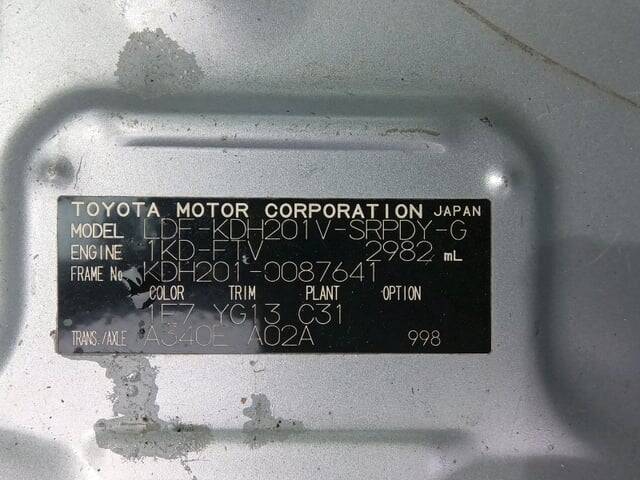 TOYOTA MOTOR CORPORATION JAPAN
MODEL LDF-KDH201V-SRPDY-G
ENGINE 1KD-FTV 2982 mL
FRAME No. KDH201-0087641
COLOR TRIM PLANT OPTION
1F7 YG13 C31
TRANS./AXLE A340E A02A 998